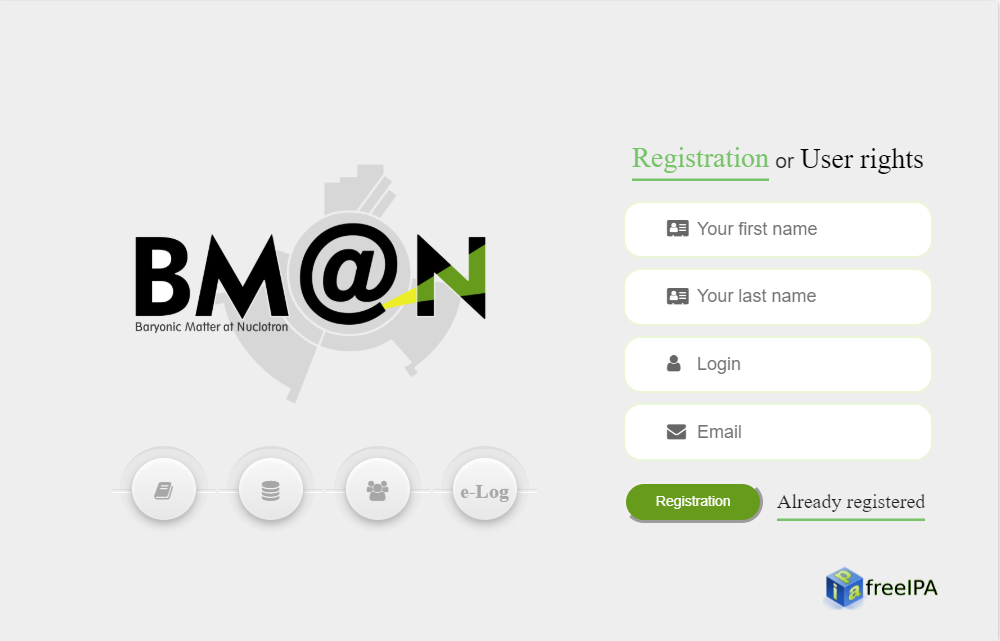 BM@N
Baryonic Matter at Nuclotron
e-Log
Registration or User rights
Your first name
Your last name
Login
Email
Registration
Already registered
ipa freeIPA